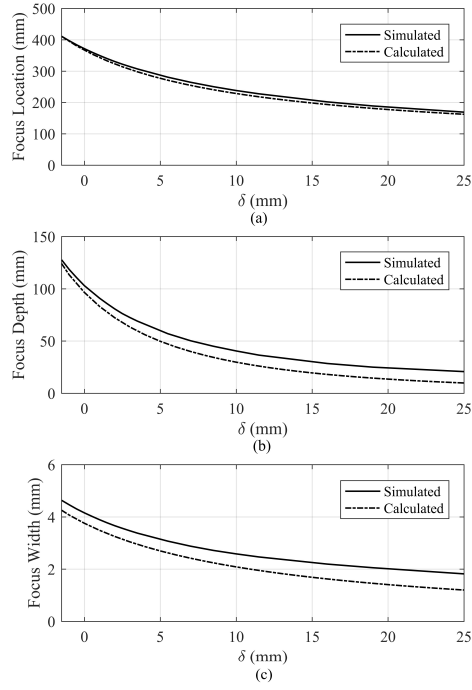 500
400
300
200
100
0
Focus Location (mm)
Simulated
Calculated
0 5 10 15 20 25
δ (mm)
(a)
150
100
50
0
Focus Depth (mm)
Simulated
Calculated
0 5 10 15 20 25
δ (mm)
(b)
6
4
2
0
Focus Width (mm)
Simulated
Calculated
0 5 10 15 20 25
δ (mm)
(c)